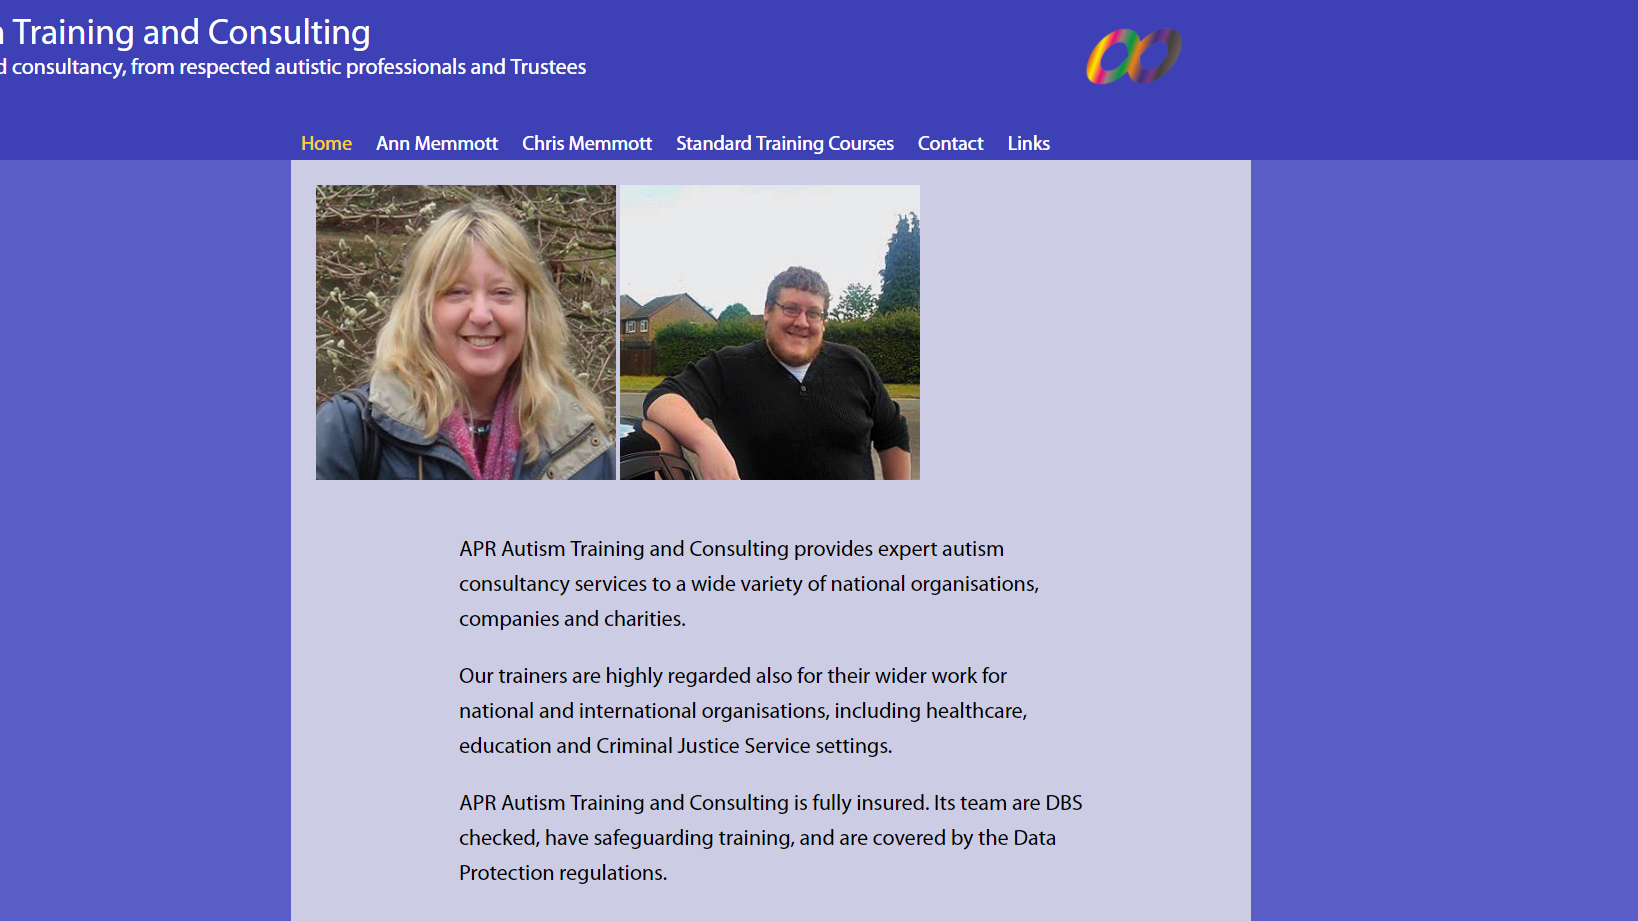 Training and Consulting
consultancy, from respected autistic professionals and Trustees
Home Ann Memmott Chris Memmott Standard Training Courses Contact Links
APR Autism Training and Consulting provides expert autism
consultancy services to a wide variety of national organisations,
companies and charities.
Our trainers are highly regarded also for their wider work for
national and international organisations, including healthcare,
education and Criminal Justice Service settings.
APR Autism Training and Consulting is fully insured. Its team are DBS
checked, have safeguarding training, and are covered by the Data
Protection regulations.